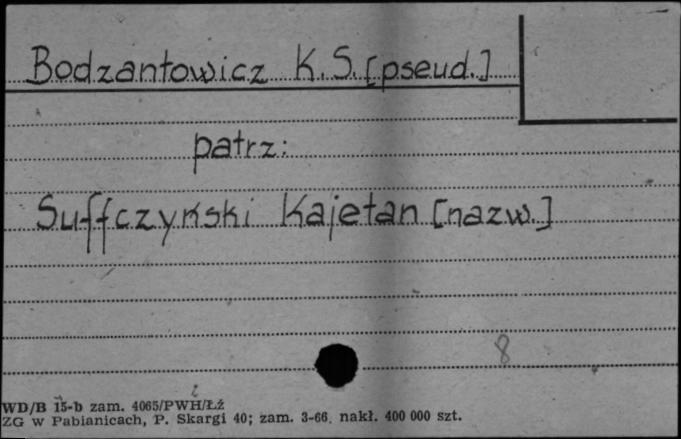 Bodzantowicz K.S. [pseud.]
patrz:
Suffczyński Kajetan [nazw.]
8
WD/B 15-b zam. 4065/PWH/Łź
ZG w Pabianicach, P. Skargi 40; zam. 3-66. nakł. 400 000 szt.